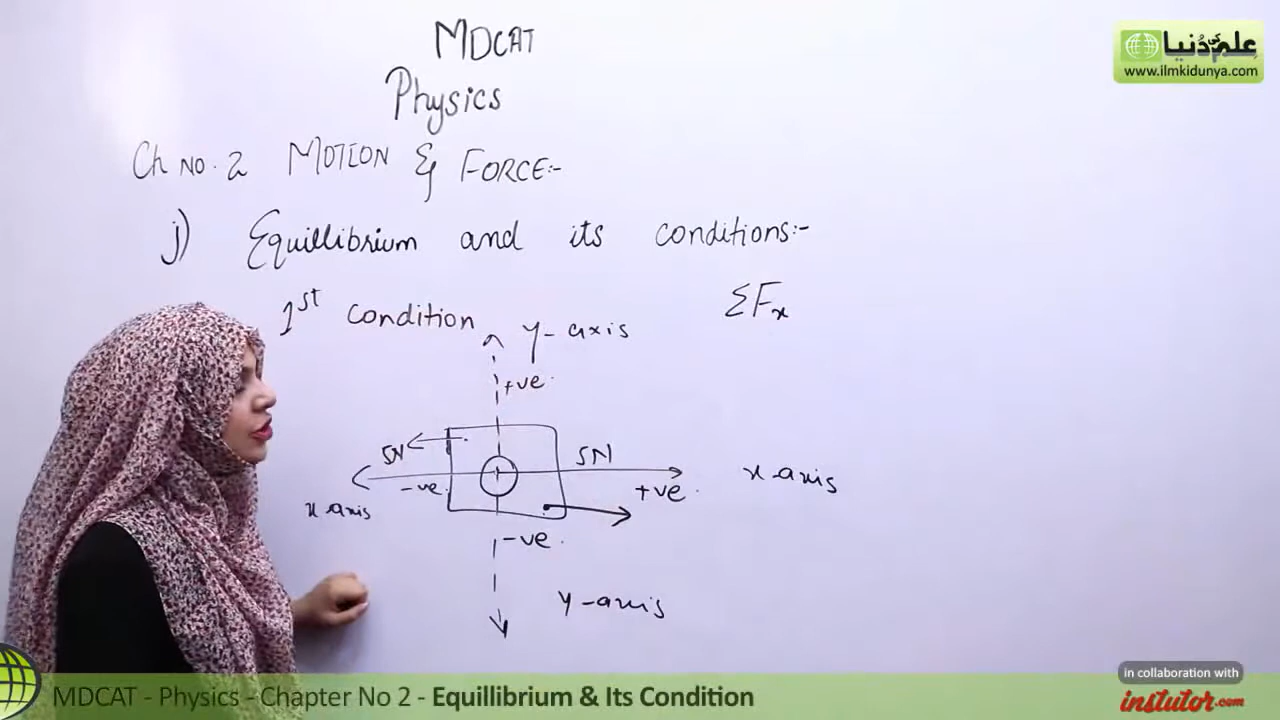 MDCAT
Physics
Ch No. 2 MOTION & FORCE:-
j) Equillibrium and its conditions:-
1st condition
ΣFx
y-axis
+ve
5N
5N
-ve
+ve
x axis
x axis
-ve
y-axis
علم کی دُنیا
www.ilmkidunya.com
in collaboration with
instutor.com
MDCAT - Physics - Chapter No 2 - Equillibrium & Its Condition